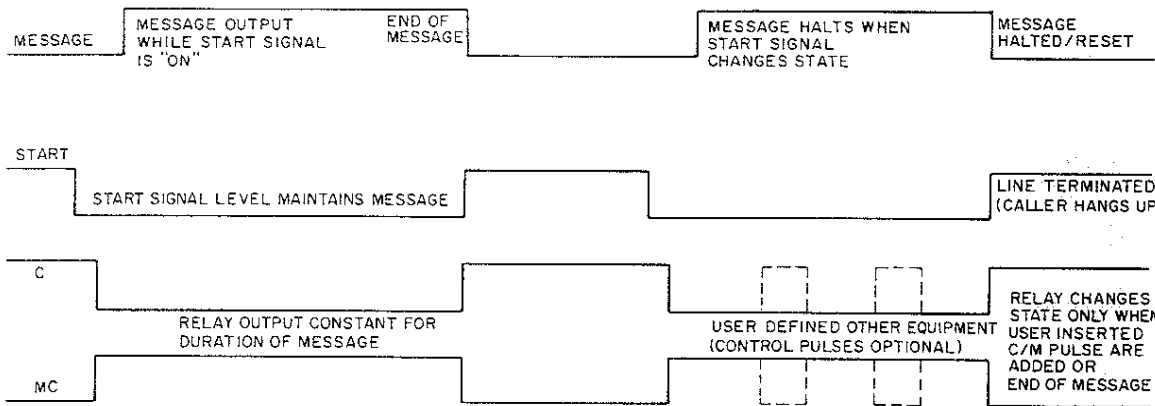 MESSAGE
MESSAGE OUTPUT
WHILE START SIGNAL
IS "ON"
END OF
MESSAGE
MESSAGE HALTS WHEN
START SIGNAL
CHANGES STATE
MESSAGE
HALTED/RESET
START
START SIGNAL LEVEL MAINTAINS MESSAGE
LINE TERMINATED
(CALLER HANGS UP
C
RELAY OUTPUT CONSTANT FOR
DURATION OF MESSAGE
USER DEFINED OTHER EQUIPMENT
(CONTROL PULSES OPTIONAL)
RELAY CHANGES
STATE ONLY WHEN
USER INSERTED
C/M PULSE ARE
ADDED OR
END OF MESSAGE
MC